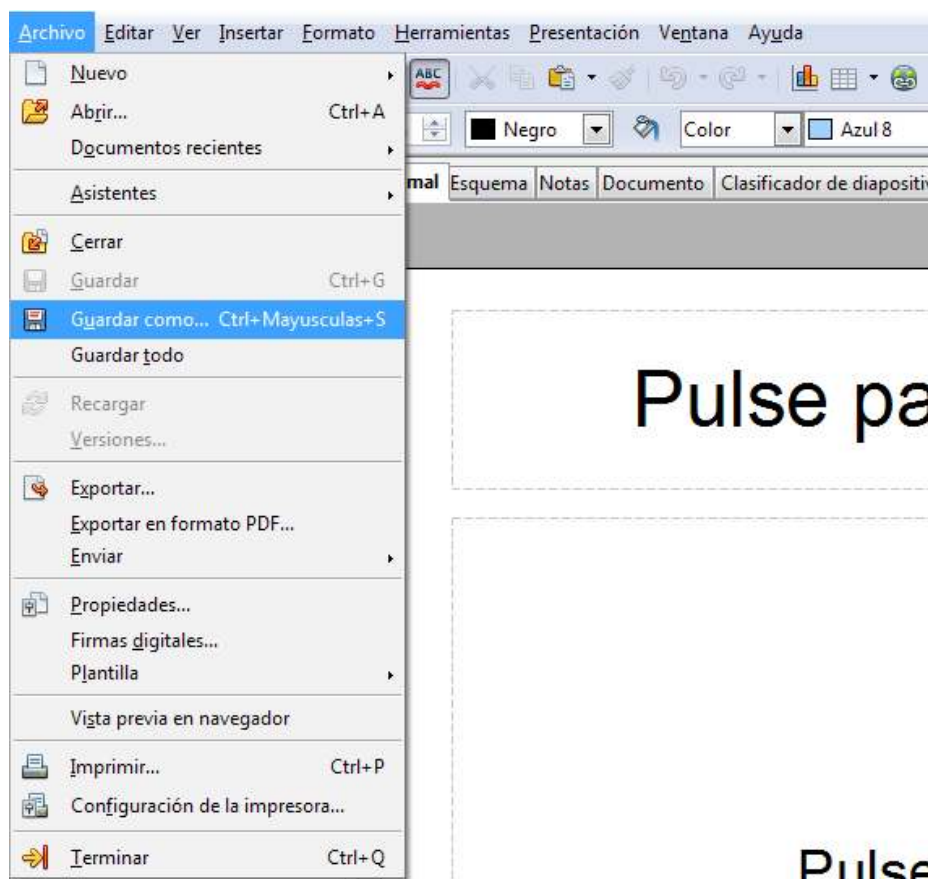 Archivo Editar Ver Insertar Formato Herramientas Presentación Ventana Ayuda
Nuevo
ABC
Abrir... Ctrl+A
Negro Color Azul 8
Documentos recientes
mal Esquema Notas Documento Clasificador de diapositiv
Asistentes
Cerrar
Guardar Ctrl+G
Guardar como... Ctrl+Mayusculas+S
Guardar todo
Pulse pa
Recargar
Versiones...
Exportar...
Exportar en formato PDF...
Enviar
Propiedades...
Firmas digitales...
Plantilla
Vista previa en navegador
Imprimir... Ctrl+P
Configuración de la impresora...
Terminar Ctrl+Q
Pulse